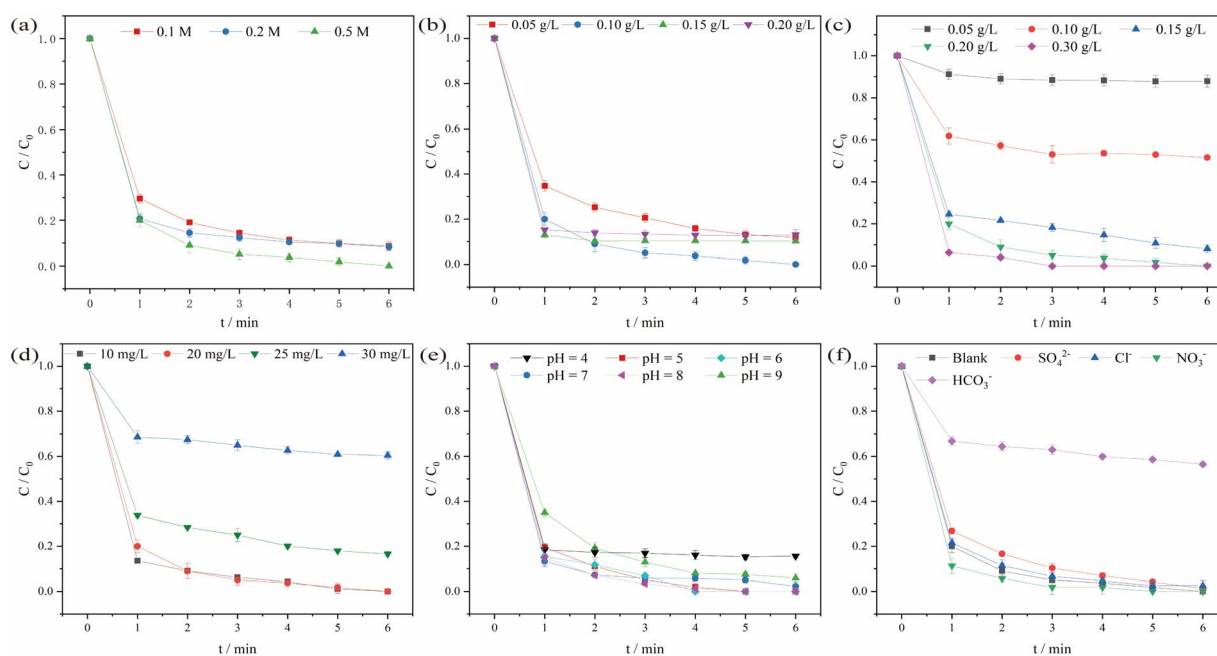 (a)
0.1 M 0.2 M 0.5 M
C / C₀
1.0
0.8
0.6
0.4
0.2
0.0
0 1 2 3 4 5 6
t / min
(b)
0.05 g/L 0.10 g/L 0.15 g/L 0.20 g/L
C / C₀
1.0
0.8
0.6
0.4
0.2
0.0
0 1 2 3 4 5 6
t / min
(c)
0.05 g/L 0.10 g/L 0.15 g/L
0.20 g/L 0.30 g/L
C / C₀
1.0
0.8
0.6
0.4
0.2
0.0
0 1 2 3 4 5 6
t / min
(d)
10 mg/L 20 mg/L 25 mg/L 30 mg/L
C / C₀
1.0
0.8
0.6
0.4
0.2
0.0
0 1 2 3 4 5 6
t / min
(e)
pH = 4 pH = 5 pH = 6
pH = 7 pH = 8 pH = 9
C / C₀
1.0
0.8
0.6
0.4
0.2
0.0
0 1 2 3 4 5 6
t / min
(f)
Blank SO₄²⁻ Cl⁻ NO₃⁻
HCO₃⁻
C / C₀
1.0
0.8
0.6
0.4
0.2
0.0
0 1 2 3 4 5 6
t / min